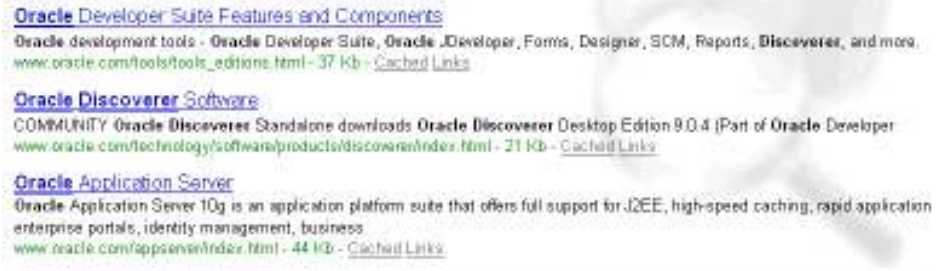 Oracle Developer Suite Features and Components
Oracle development tools - Oracle Developer Suite, Oracle JDeveloper, Forms, Designer, SCM, Reports, Discoverer, and more.
www.oracle.com/tools/tools_editions.html - 37 Kb - Cached Links
Oracle Discoverer Software
COMMUNITY Oracle Discoverer Standalone downloads Oracle Discoverer Desktop Edition 9.0.4 (Part of Oracle Developer
www.oracle.com/technology/software/products/discoverer/index.html - 21 Kb - Cached Links
Oracle Application Server
Oracle Application Server 10g is an application platform suite that offers full support for J2EE, high-speed caching, rapid application
enterprise portals, identity management, business
www.oracle.com/appserver/index.html - 44 Kb - Cached Links